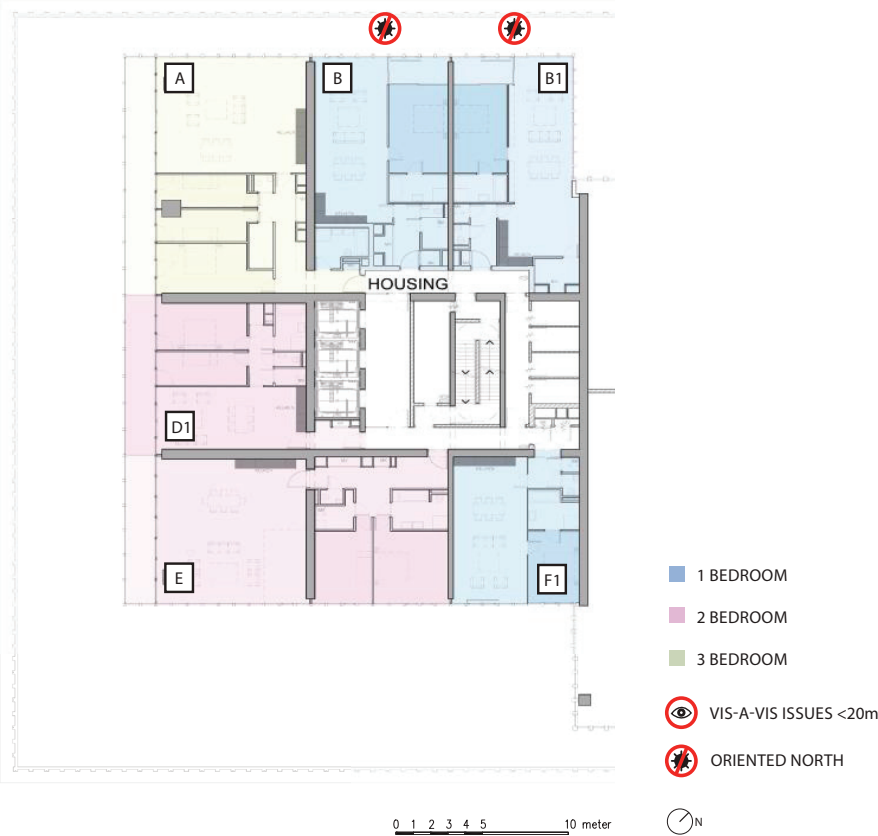 A
B
B1
HOUSING
D1
E
F1
1 BEDROOM
2 BEDROOM
3 BEDROOM
VIS-A-VIS ISSUES <20m
ORIENTED NORTH
0 1 2 3 4 5 10 meter
N